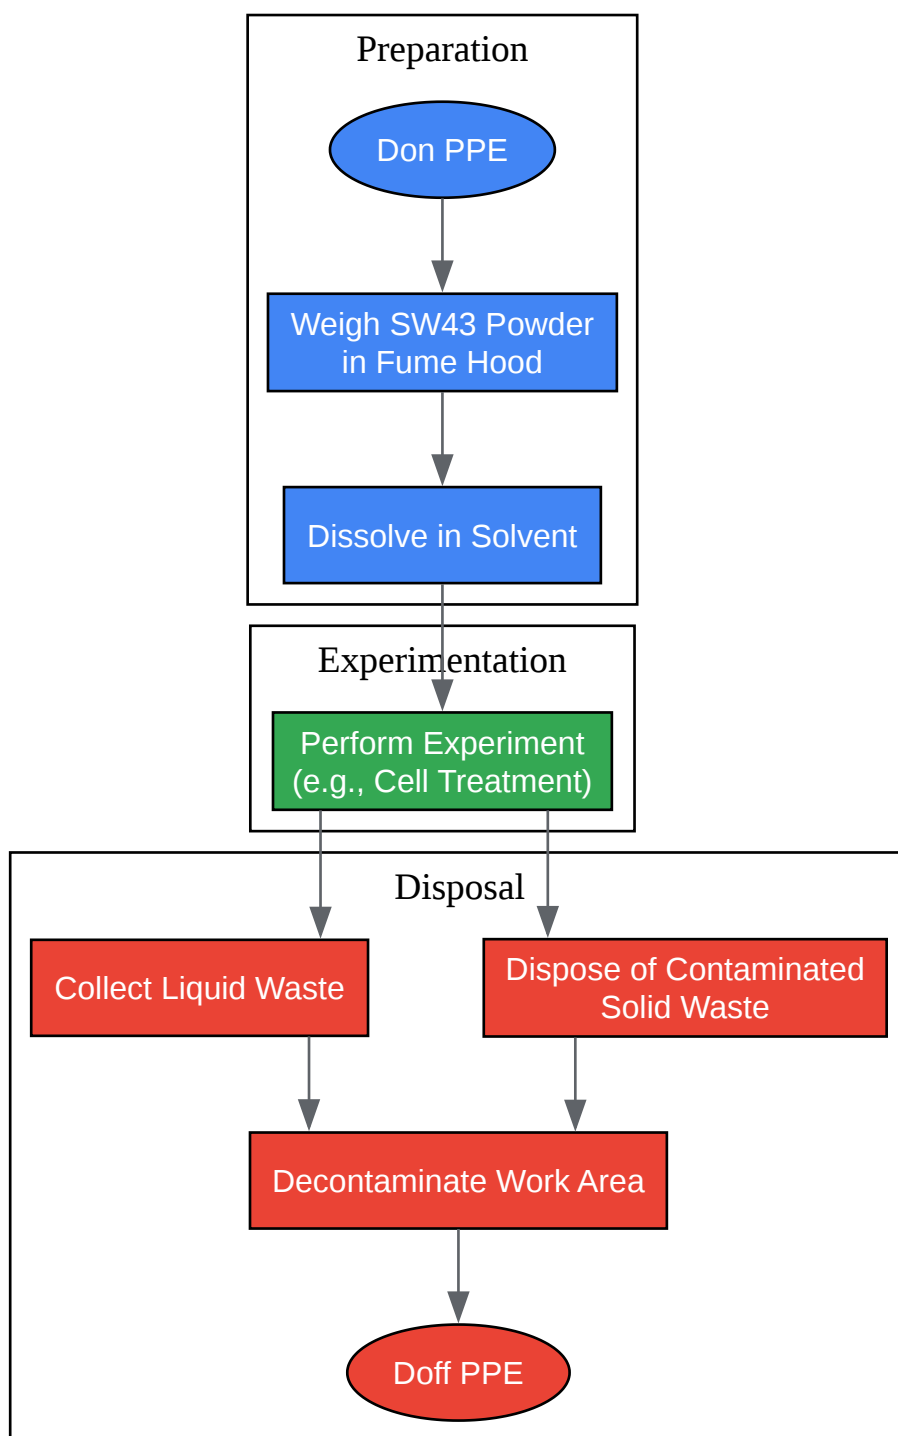 Preparation
Don PPE
Weigh SW43 Powder
in Fume Hood
Dissolve in Solvent
Experimentation
Perform Experiment
(e.g., Cell Treatment)
Disposal
Collect Liquid Waste
Dispose of Contaminated
Solid Waste
Decontaminate Work Area
Doff PPE